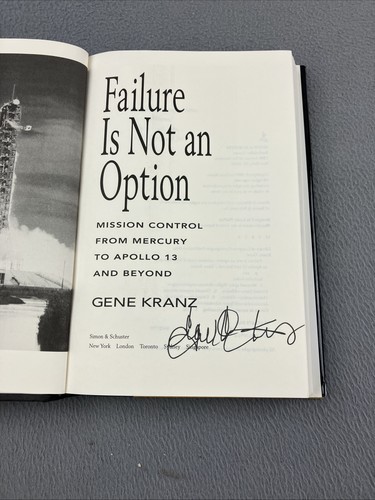 Failure
Is Not an
Option
MISSION CONTROL
FROM MERCURY
TO APOLLO 13
AND BEYOND
GENE KRANZ
Simon & Schuster
New York London Toronto Sydney Singapore